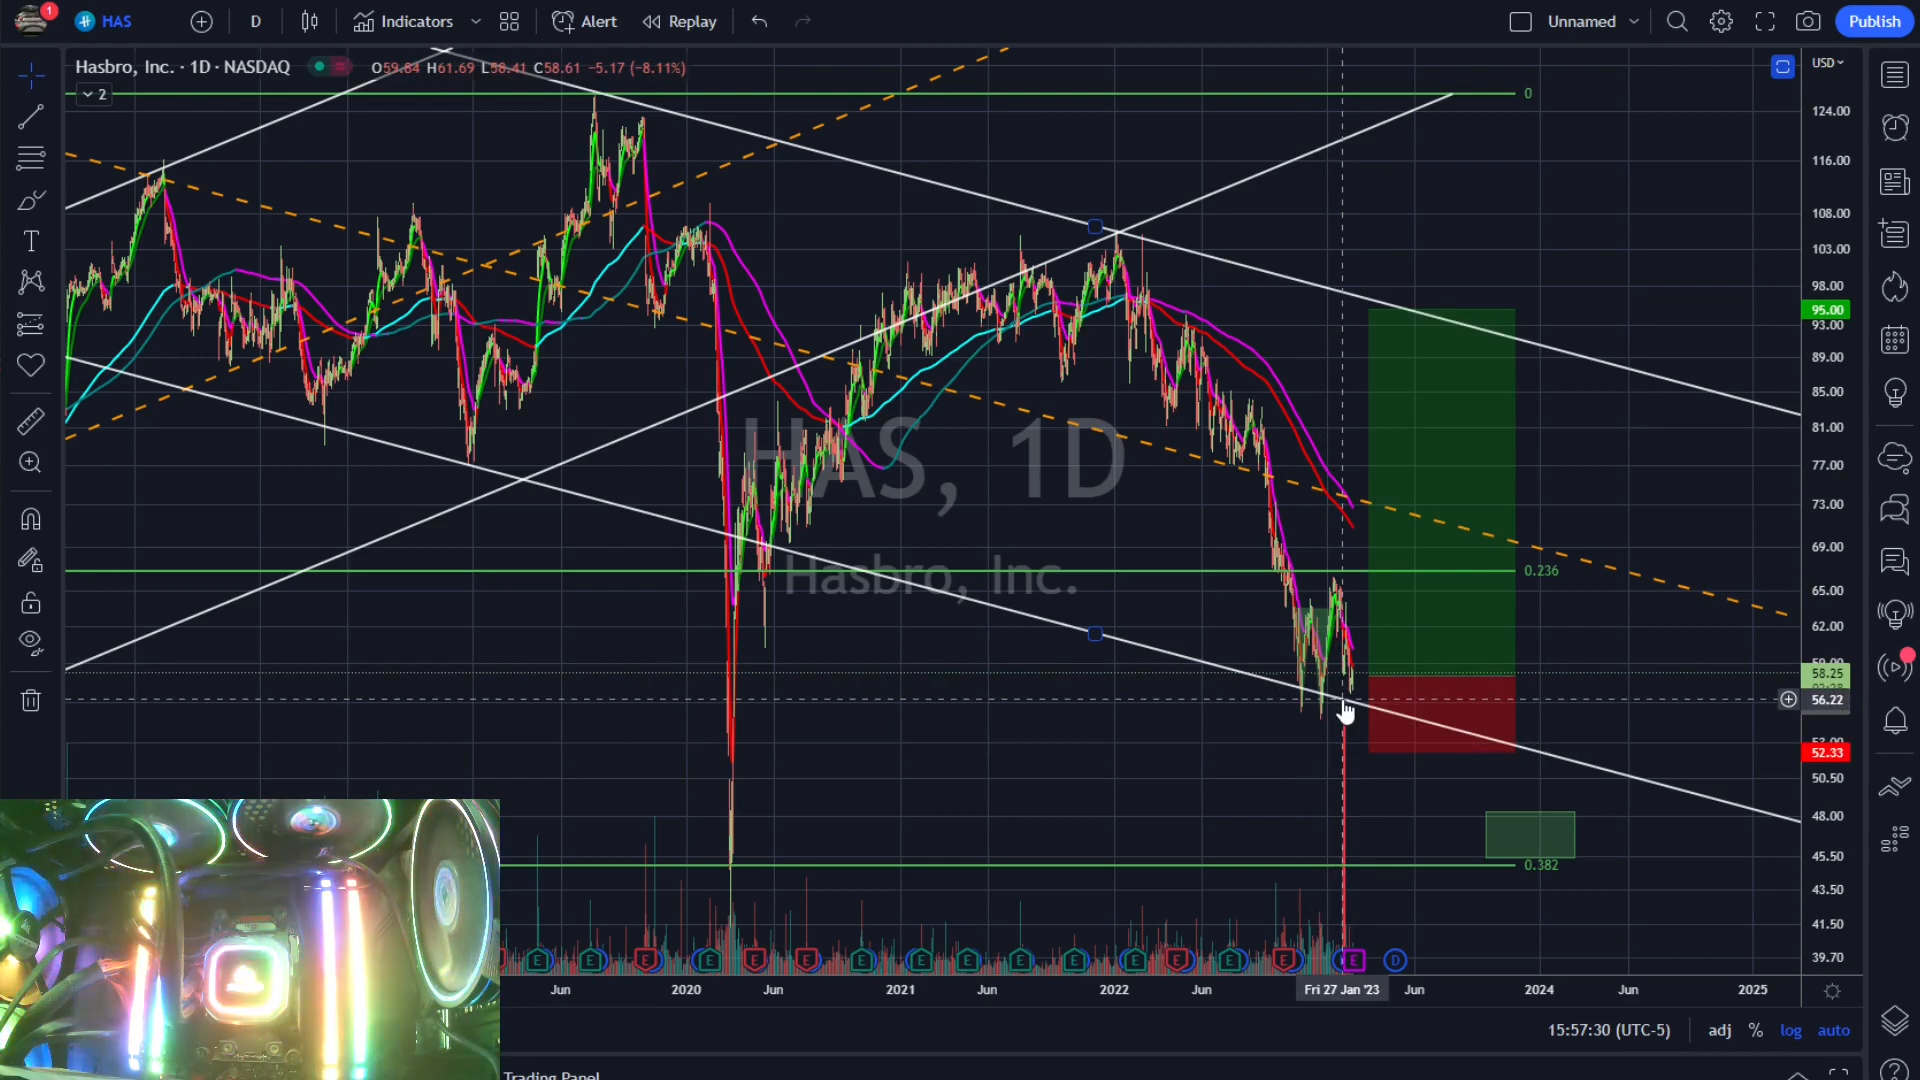 1
HAS
D
Indicators
Alert
Replay
Unnamed
Publish
Hasbro, Inc. · 1D · NASDAQ
O59.84 H61.69 L58.41 C58.61 −5.17 (−8.11%)
2
USD
0
124.00
116.00
108.00
103.00
98.00
95.00
93.00
89.00
85.00
81.00
77.00
73.00
69.00
65.00
62.00
58.25
56.22
52.33
50.50
48.00
45.50
43.50
41.50
39.70
HAS, 1D
Hasbro, Inc.
0.236
0.382
E E E E E E E E E E E E E E E E D
Jun 2020 Jun 2021 Jun 2022 Jun Fri 27 Jan '23 Jun 2024 Jun 2025
15:57:30 (UTC-5) adj % log auto
Trading Panel